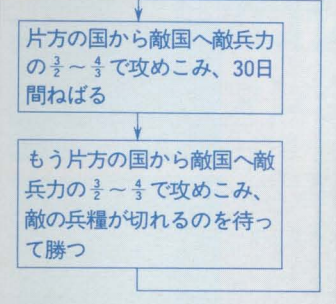 片方の国から敵国へ敵兵力
の3/2～4/3で攻めこみ、30日
間ねばる
もう片方の国から敵国へ敵
兵力の3/2～4/3で攻めこみ、
敵の兵糧が切れるのを待っ
て勝つ